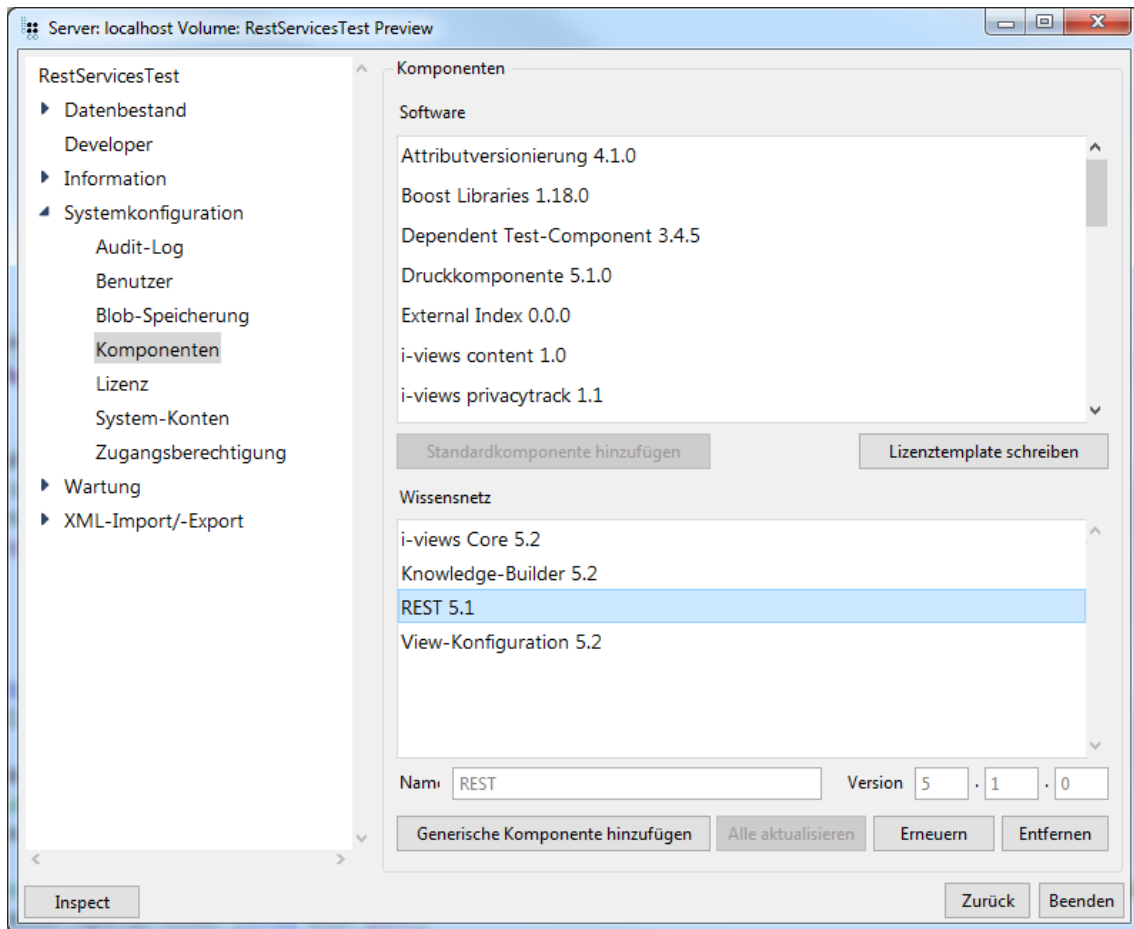 Server: localhost Volume: RestServicesTest Preview
RestServicesTest
Datenbestand
Developer
Information
Systemkonfiguration
Audit-Log
Benutzer
Blob-Speicherung
Komponenten
Lizenz
System-Konten
Zugangsberechtigung
Wartung
XML-Import/-Export
Komponenten
Software
Attributversionierung 4.1.0
Boost Libraries 1.18.0
Dependent Test-Component 3.4.5
Druckkomponente 5.1.0
External Index 0.0.0
i-views content 1.0
i-views privacytrack 1.1
Standardkomponente hinzufügen
Lizenztemplate schreiben
Wissensnetz
i-views Core 5.2
Knowledge-Builder 5.2
REST 5.1
View-Konfiguration 5.2
Nam REST Version 5 . 1 . 0
Generische Komponente hinzufügen Alle aktualisieren Erneuern Entfernen
Inspect Zurück Beenden